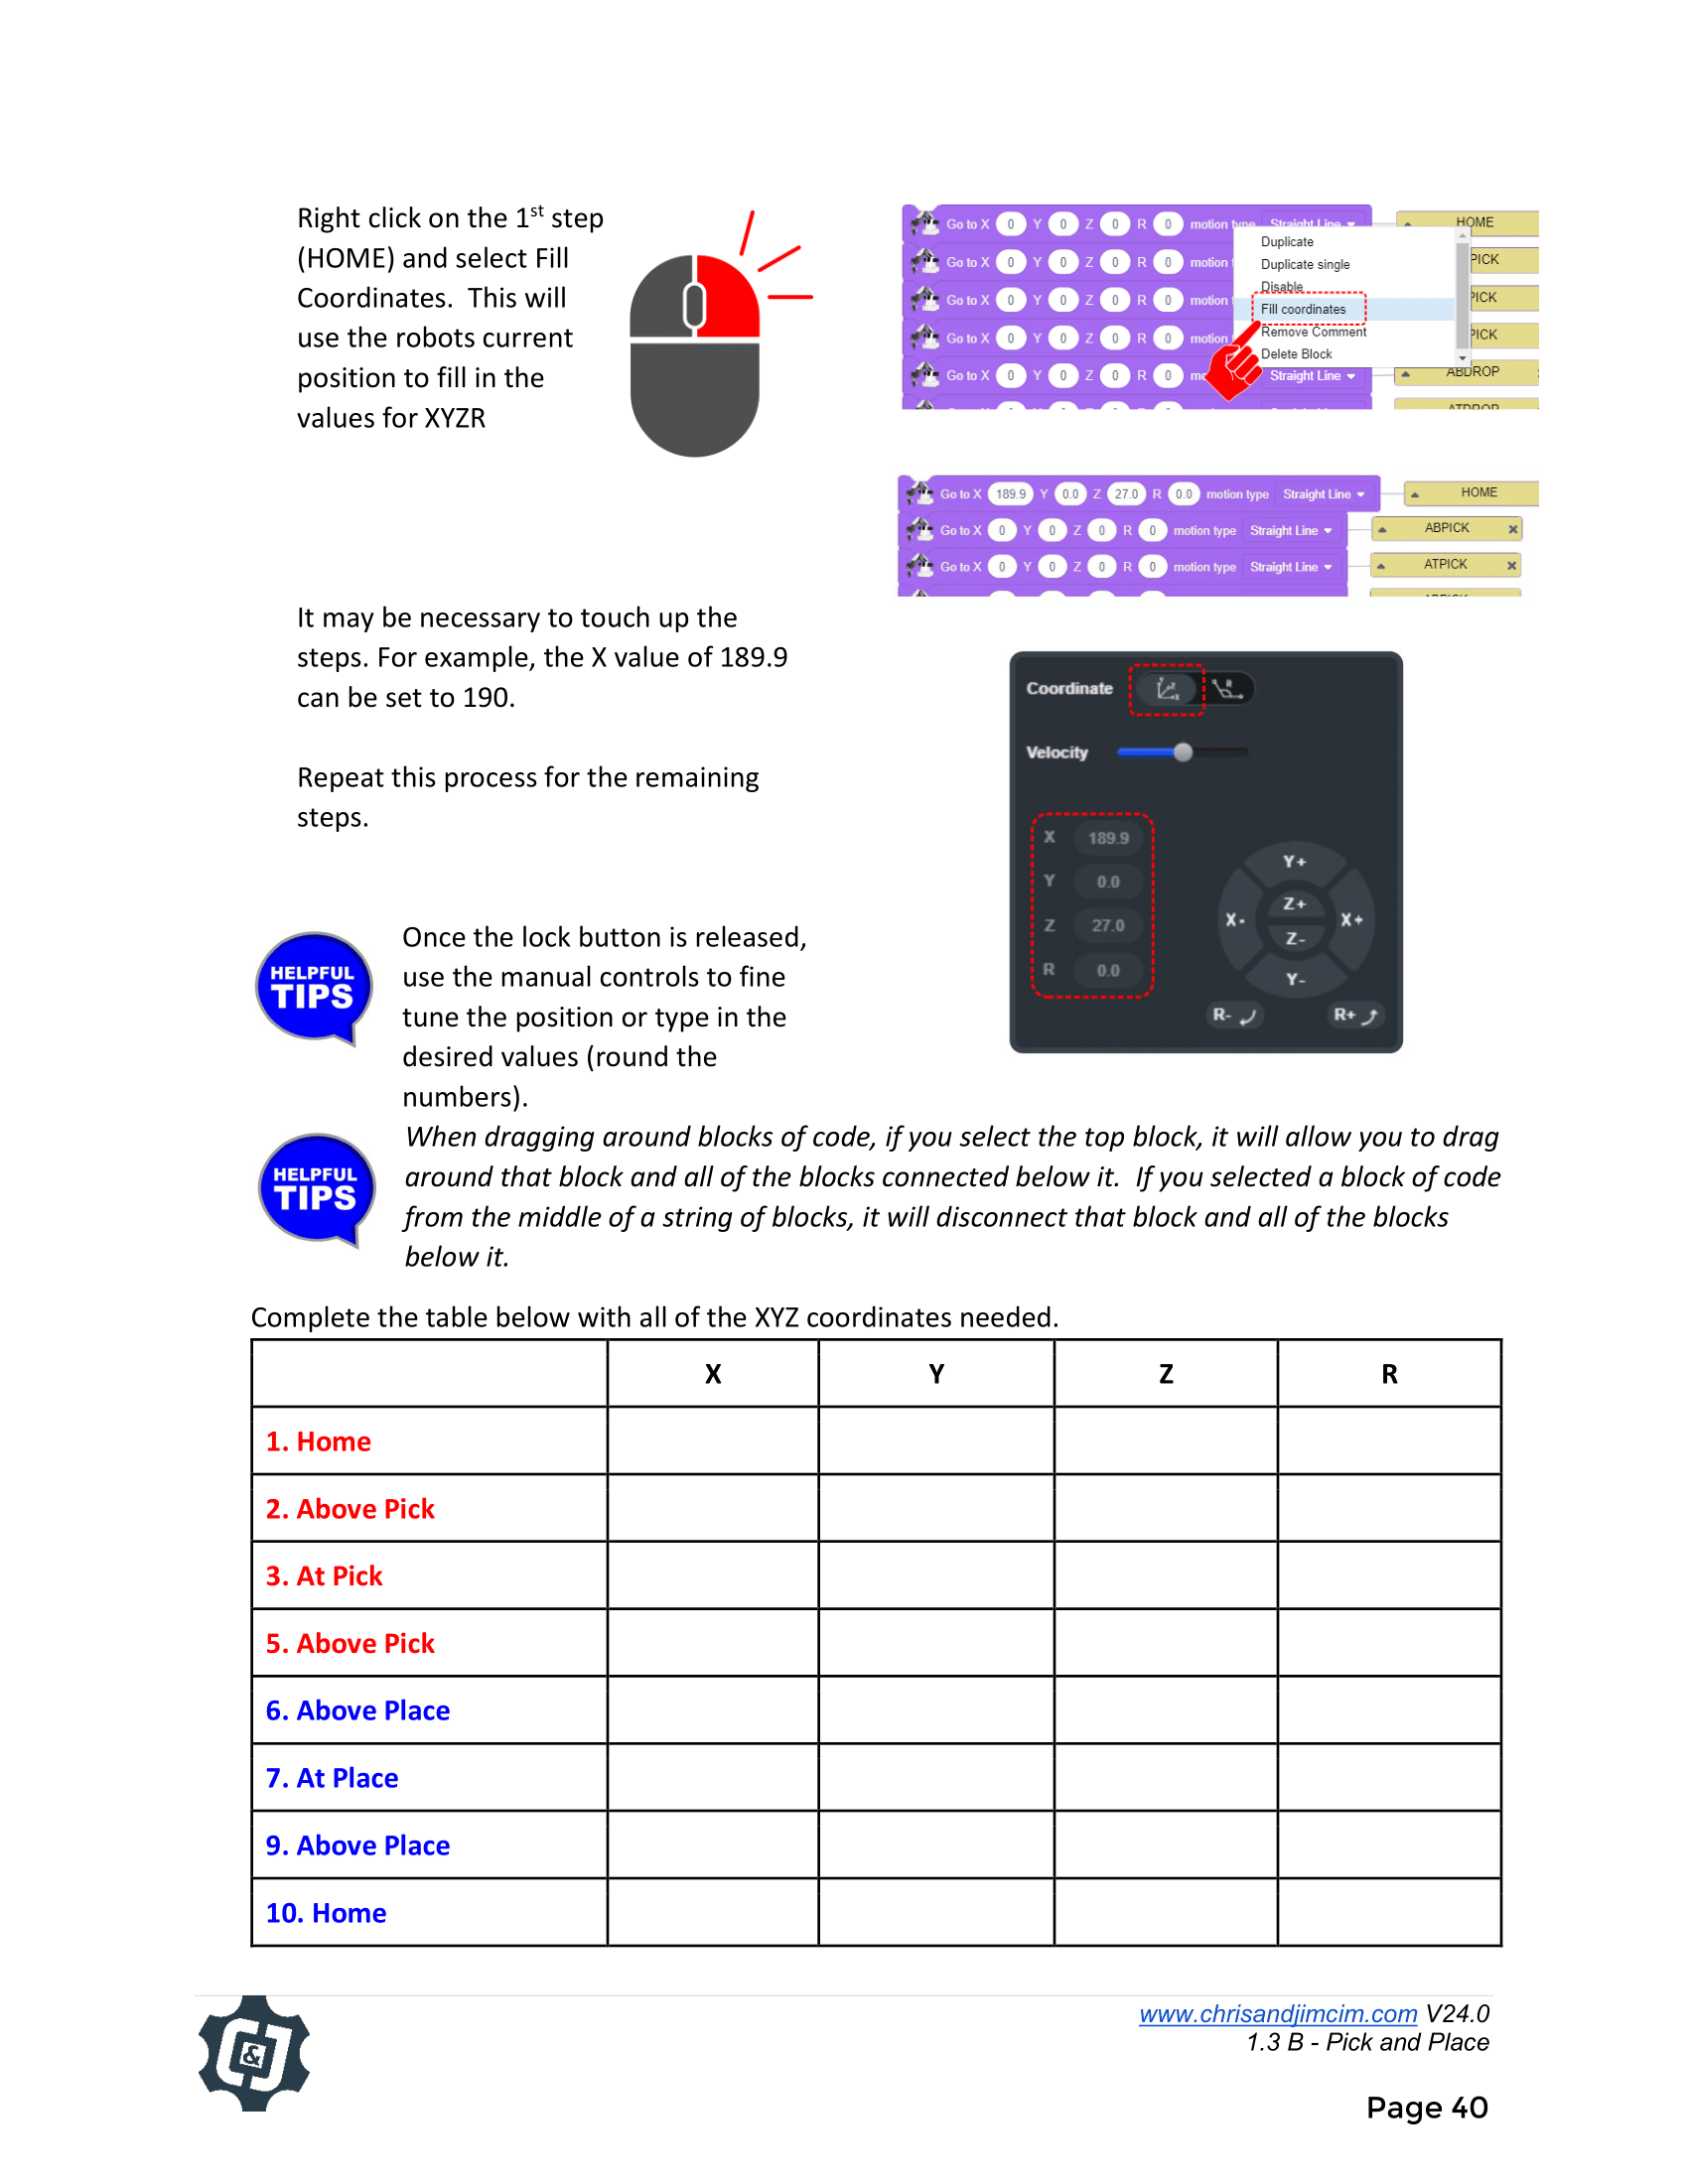 Right click on the 1st step
(HOME) and select Fill
Coordinates.  This will
use the robots current
position to fill in the
values for XYZR
Go to X 0 Y 0 Z 0 R 0 motion type Straight Line HOME
Go to X 0 Y 0 Z 0 R 0 PICK
Go to X 0 Y 0 Z 0 R 0 PICK
Go to X 0 Y 0 Z 0 R 0 motion PICK
Go to X 0 Y 0 Z 0 R 0 Straight Line ABDROP
ATDROP
Duplicate
Duplicate single
Disable
Fill coordinates
Remove Comment
Delete Block
Go to X 189.9 Y 0.0 Z 27.0 R 0.0 motion type Straight Line HOME
Go to X 0 Y 0 Z 0 R 0 motion type Straight Line ABPICK
Go to X 0 Y 0 Z 0 R 0 motion type Straight Line ATPICK
It may be necessary to touch up the
steps. For example, the X value of 189.9
can be set to 190.
Repeat this process for the remaining
steps.
Coordinate
Velocity
X 189.9
Y 0.0
Z 27.0
R 0.0
Y+
X- Z+ X+
Z-
Y-
R- R+
HELPFUL
TIPS
Once the lock button is released,
use the manual controls to fine
tune the position or type in the
desired values (round the
numbers).
HELPFUL
TIPS
When dragging around blocks of code, if you select the top block, it will allow you to drag
around that block and all of the blocks connected below it.  If you selected a block of code
from the middle of a string of blocks, it will disconnect that block and all of the blocks
below it.
Complete the table below with all of the XYZ coordinates needed.
X Y Z R
1. Home
2. Above Pick
3. At Pick
5. Above Pick
6. Above Place
7. At Place
9. Above Place
10. Home
C&J
www.chrisandjimcim.com V24.0
1.3 B - Pick and Place
Page 40